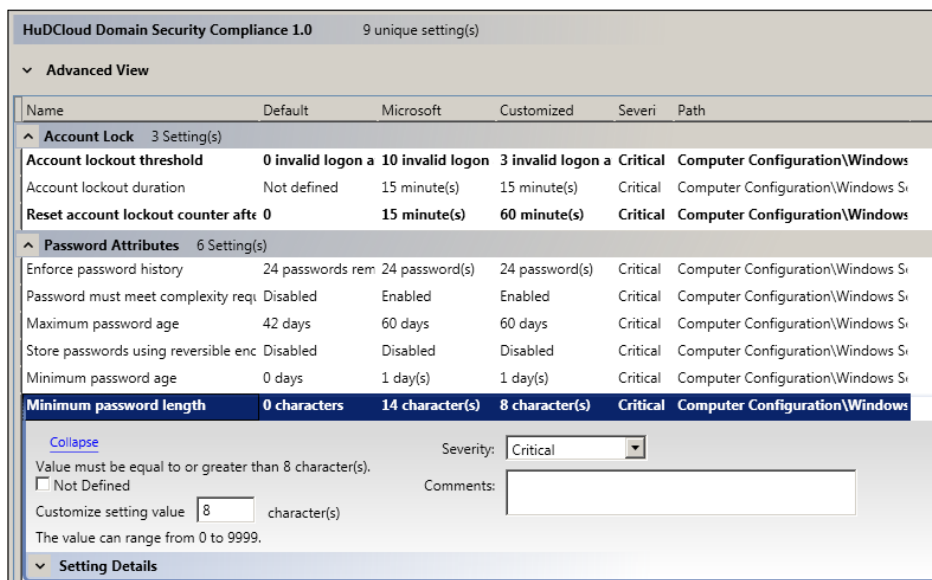 HuDCloud Domain Security Compliance 1.0 9 unique setting(s)
Advanced View
Name Default Microsoft Customized Severi Path
Account Lock 3 Setting(s)
Account lockout threshold 0 invalid logon a 10 invalid logon 3 invalid logon a Critical Computer Configuration\Windows
Account lockout duration Not defined 15 minute(s) 15 minute(s) Critical Computer Configuration\Windows Se
Reset account lockout counter afte 0 15 minute(s) 60 minute(s) Critical Computer Configuration\Windows
Password Attributes 6 Setting(s)
Enforce password history 24 passwords rem 24 password(s) 24 password(s) Critical Computer Configuration\Windows Se
Password must meet complexity requ Disabled Enabled Enabled Critical Computer Configuration\Windows Se
Maximum password age 42 days 60 days 60 days Critical Computer Configuration\Windows Se
Store passwords using reversible enc Disabled Disabled Disabled Critical Computer Configuration\Windows Se
Minimum password age 0 days 1 day(s) 1 day(s) Critical Computer Configuration\Windows Se
Minimum password length 0 characters 14 character(s) 8 character(s) Critical Computer Configuration\Windows
Collapse
Severity: Critical
Value must be equal to or greater than 8 character(s).
Not Defined
Comments:
Customize setting value 8 character(s)
The value can range from 0 to 9999.
Setting Details